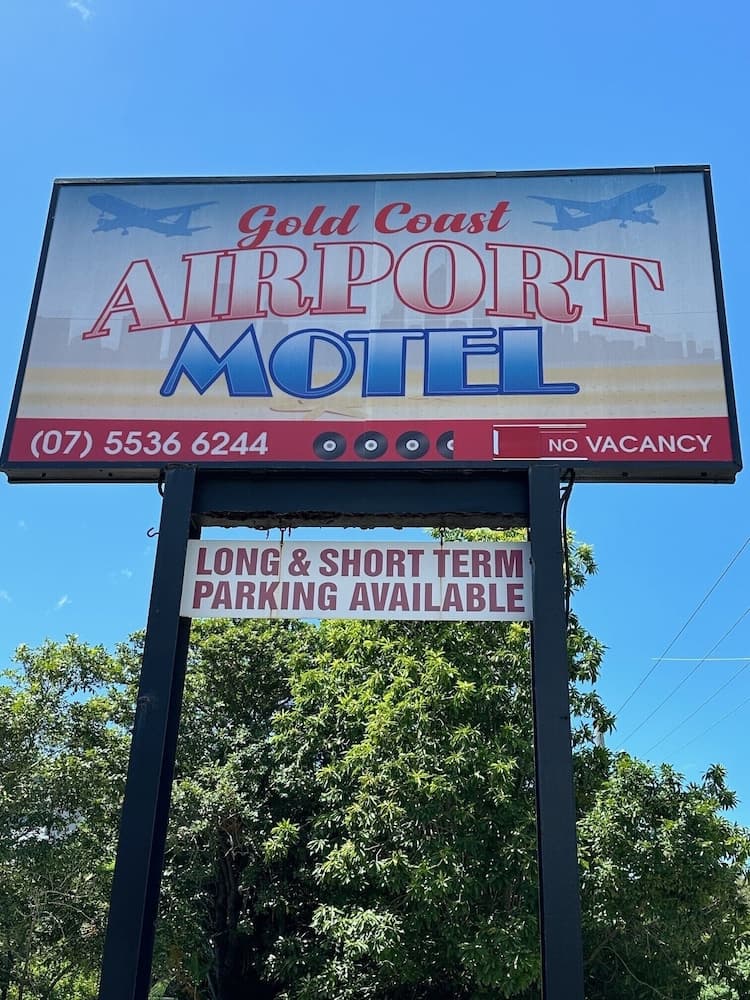 Gold Coast
AIRPORT
MOTEL
(07) 5536 6244 NO VACANCY
LONG & SHORT TERM
PARKING AVAILABLE